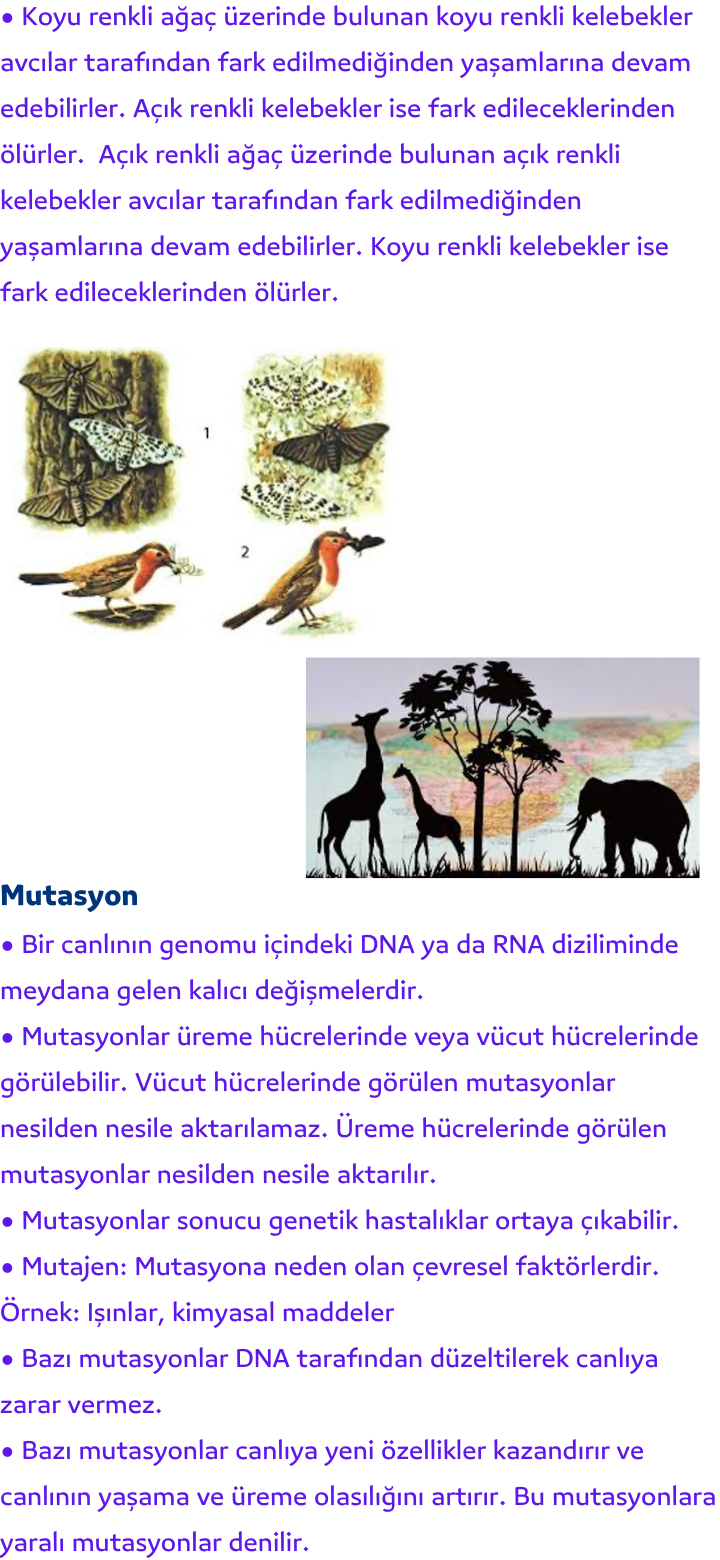 • Koyu renkli ağaç üzerinde bulunan koyu renkli kelebekler
avcılar tarafından fark edilmediğinden yaşamlarına devam
edebilirler. Açık renkli kelebekler ise fark edileceklerinden
ölürler.  Açık renkli ağaç üzerinde bulunan açık renkli
kelebekler avcılar tarafından fark edilmediğinden
yaşamlarına devam edebilirler. Koyu renkli kelebekler ise
fark edileceklerinden ölürler.
1
2
Mutasyon
• Bir canlının genomu içindeki DNA ya da RNA diziliminde
meydana gelen kalıcı değişmelerdir.
• Mutasyonlar üreme hücrelerinde veya vücut hücrelerinde
görülebilir. Vücut hücrelerinde görülen mutasyonlar
nesilden nesile aktarılamaz. Üreme hücrelerinde görülen
mutasyonlar nesilden nesile aktarılır.
• Mutasyonlar sonucu genetik hastalıklar ortaya çıkabilir.
• Mutajen: Mutasyona neden olan çevresel faktörlerdir.
Örnek: Işınlar, kimyasal maddeler
• Bazı mutasyonlar DNA tarafından düzeltilerek canlıya
zarar vermez.
• Bazı mutasyonlar canlıya yeni özellikler kazandırır ve
canlının yaşama ve üreme olasılığını artırır. Bu mutasyonlara
yaralı mutasyonlar denilir.